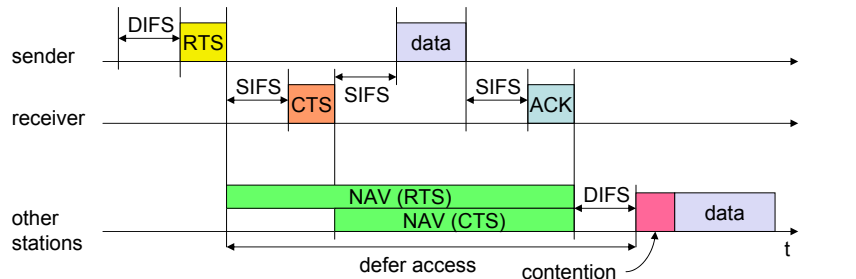 DIFS
RTS
data
sender
SIFS
CTS
SIFS
SIFS
ACK
receiver
NAV (RTS)
DIFS
NAV (CTS)
data
other
stations
t
defer access
contention